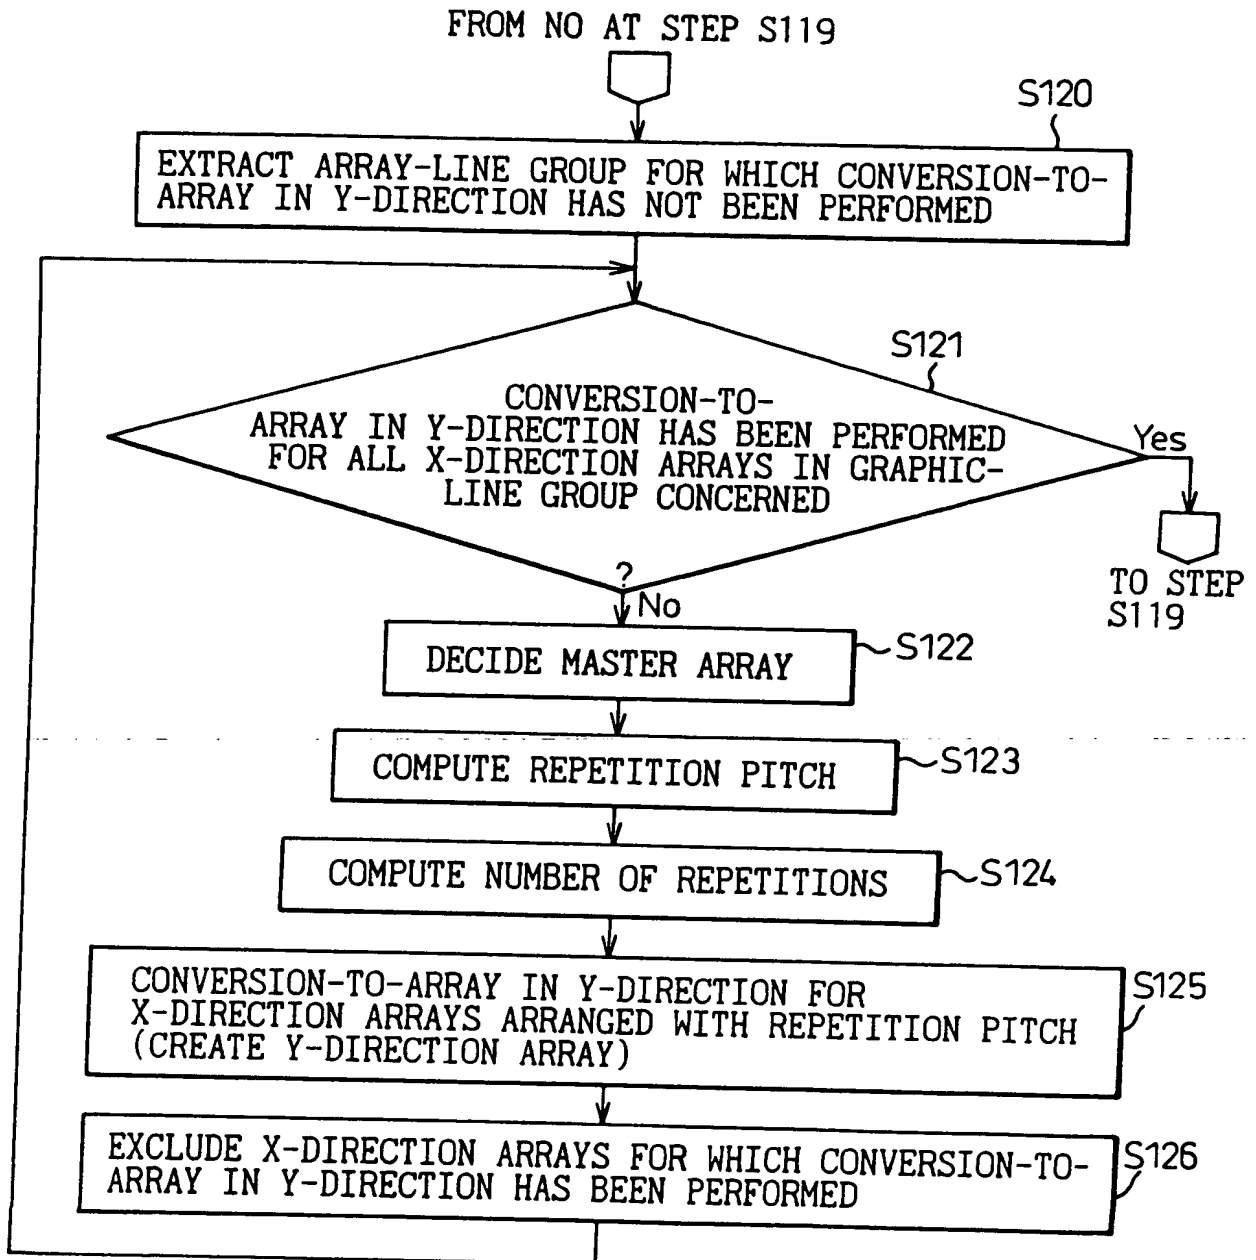 FROM NO AT STEP S119
S120
EXTRACT ARRAY-LINE GROUP FOR WHICH CONVERSION-TO-
ARRAY IN Y-DIRECTION HAS NOT BEEN PERFORMED
S121
CONVERSION-TO-
ARRAY IN Y-DIRECTION HAS BEEN PERFORMED
FOR ALL X-DIRECTION ARRAYS IN GRAPHIC-
LINE GROUP CONCERNED
?
Yes
TO STEP
S119
No
DECIDE MASTER ARRAY
S122
COMPUTE REPETITION PITCH
S123
COMPUTE NUMBER OF REPETITIONS
S124
CONVERSION-TO-ARRAY IN Y-DIRECTION FOR
X-DIRECTION ARRAYS ARRANGED WITH REPETITION PITCH
(CREATE Y-DIRECTION ARRAY)
S125
EXCLUDE X-DIRECTION ARRAYS FOR WHICH CONVERSION-TO-
ARRAY IN Y-DIRECTION HAS BEEN PERFORMED
S126